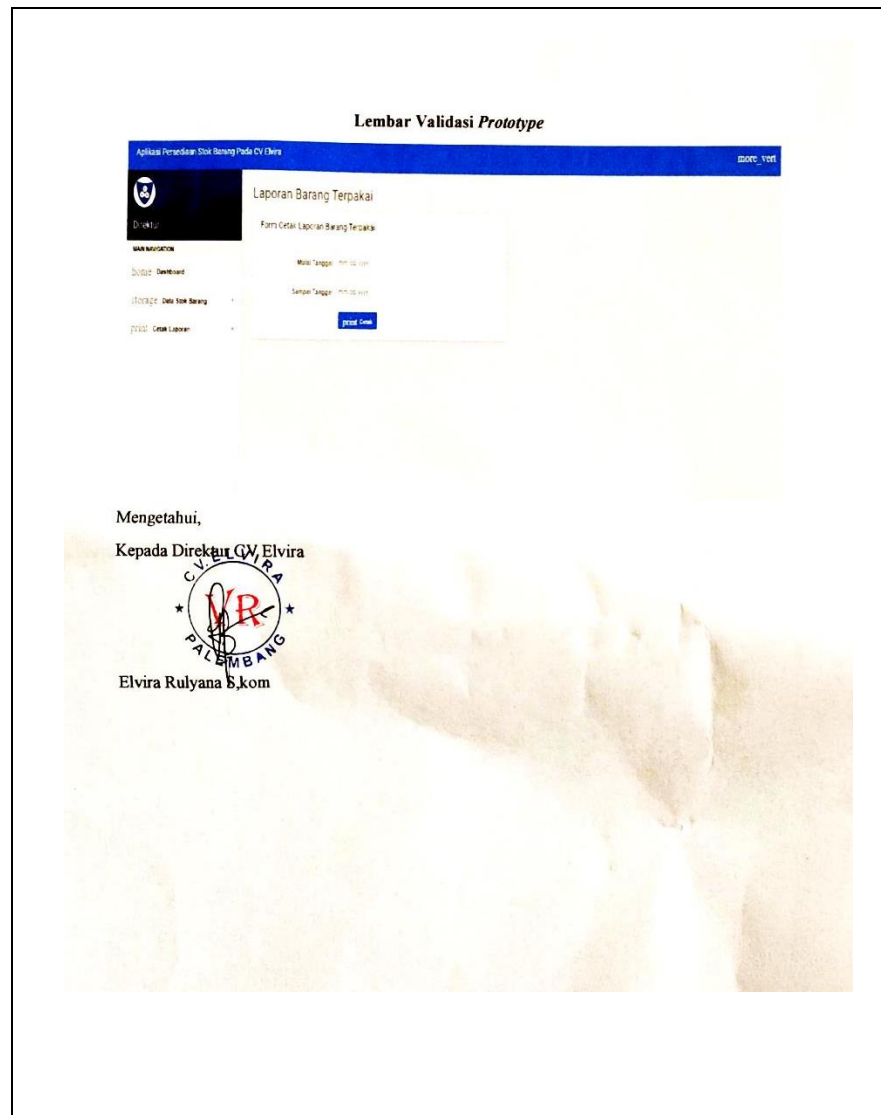 Lembar Validasi Prototype
Aplikasi Persediaan Stok Barang Pada CV Elvira
more_vert
Direktur
MAIN NAVIGATION
home Dashboard
storage Data Stok Barang
print Cetak Laporan
Laporan Barang Terpakai
Form Cetak Laporan Barang Terpakai
Mulai Tanggal
Sampai Tanggal
print Cetak
Mengetahui,
Kepada Direktur CV Elvira
CV. ELVIRA
VR
PALEMBANG
Elvira Rulyana S,kom